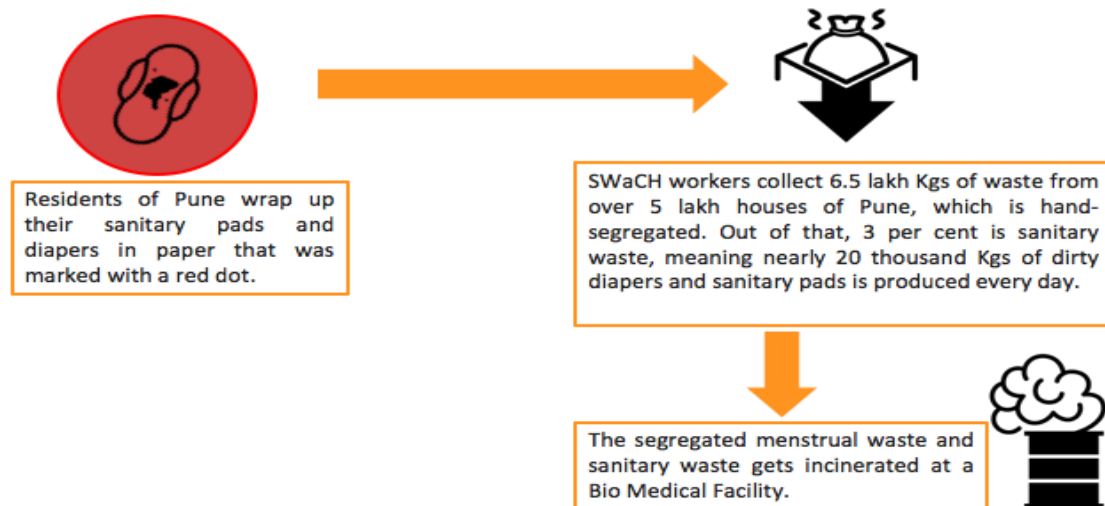 Residents of Pune wrap up
their sanitary pads and
diapers in paper that was
marked with a red dot.
SWaCH workers collect 6.5 lakh Kgs of waste from
over 5 lakh houses of Pune, which is hand-
segregated. Out of that, 3 per cent is sanitary
waste, meaning nearly 20 thousand Kgs of dirty
diapers and sanitary pads is produced every day.
The segregated menstrual waste and
sanitary waste gets incinerated at a
Bio Medical Facility.